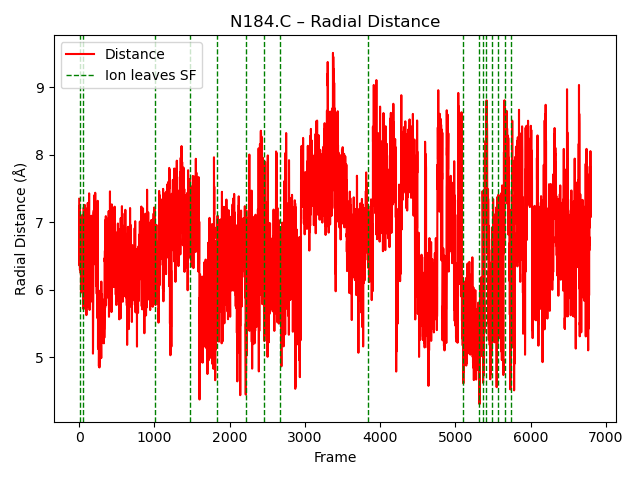 N184.C – Radial Distance
Distance
Ion leaves SF
Radial Distance (Å)
9
8
7
6
5
0
1000
2000
3000
4000
5000
6000
7000
Frame